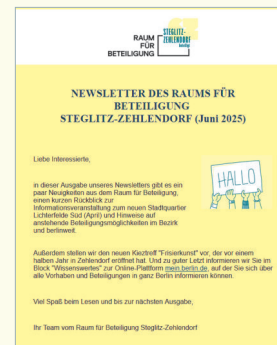 RAUM
FÜR
BETEILIGUNG
STEGLITZ-
ZEHLENDORF
beteiligt
NEWSLETTER DES RAUMS FÜR
BETEILIGUNG
STEGLITZ-ZEHLENDORF (Juni 2025)
Liebe Interessierte,
in dieser Ausgabe unseres Newsletters gibt es ein
paar Neuigkeiten aus dem Raum für Beteiligung,
einen kurzen Rückblick zur
Informationsveranstaltung zum neuen Stadtquartier
Lichterfelde Süd (April) und Hinweise auf
anstehende Beteiligungsmöglichkeiten im Bezirk
und berlinweit.
HALLO
Außerdem stellen wir den neuen Kieztreff "Frisierkunst" vor, der vor einem
halben Jahr in Zehlendorf eröffnet hat. Und zu guter Letzt informieren wir Sie im
Block "Wissenswertes" zur Online-Plattform mein.berlin.de, auf der Sie sich über
alle Vorhaben und Beteiligungen in ganz Berlin informieren können.
Viel Spaß beim Lesen und bis zur nächsten Ausgabe,
Ihr Team vom Raum für Beteiligung Steglitz-Zehlendorf